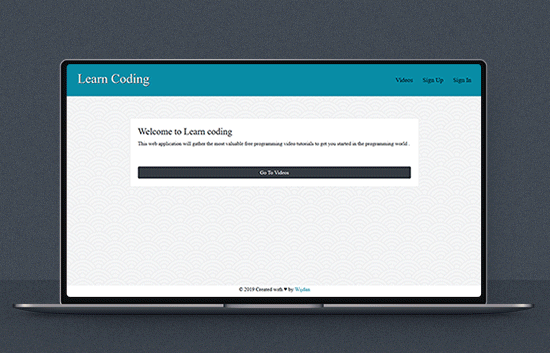 Learn Coding
Videos Sign Up Sign In
Welcome to Learn coding
This web application will gather the most valuable free programming video tutorials to get you started in the programming world .
Go To Videos
© 2019 Created with ♥ by